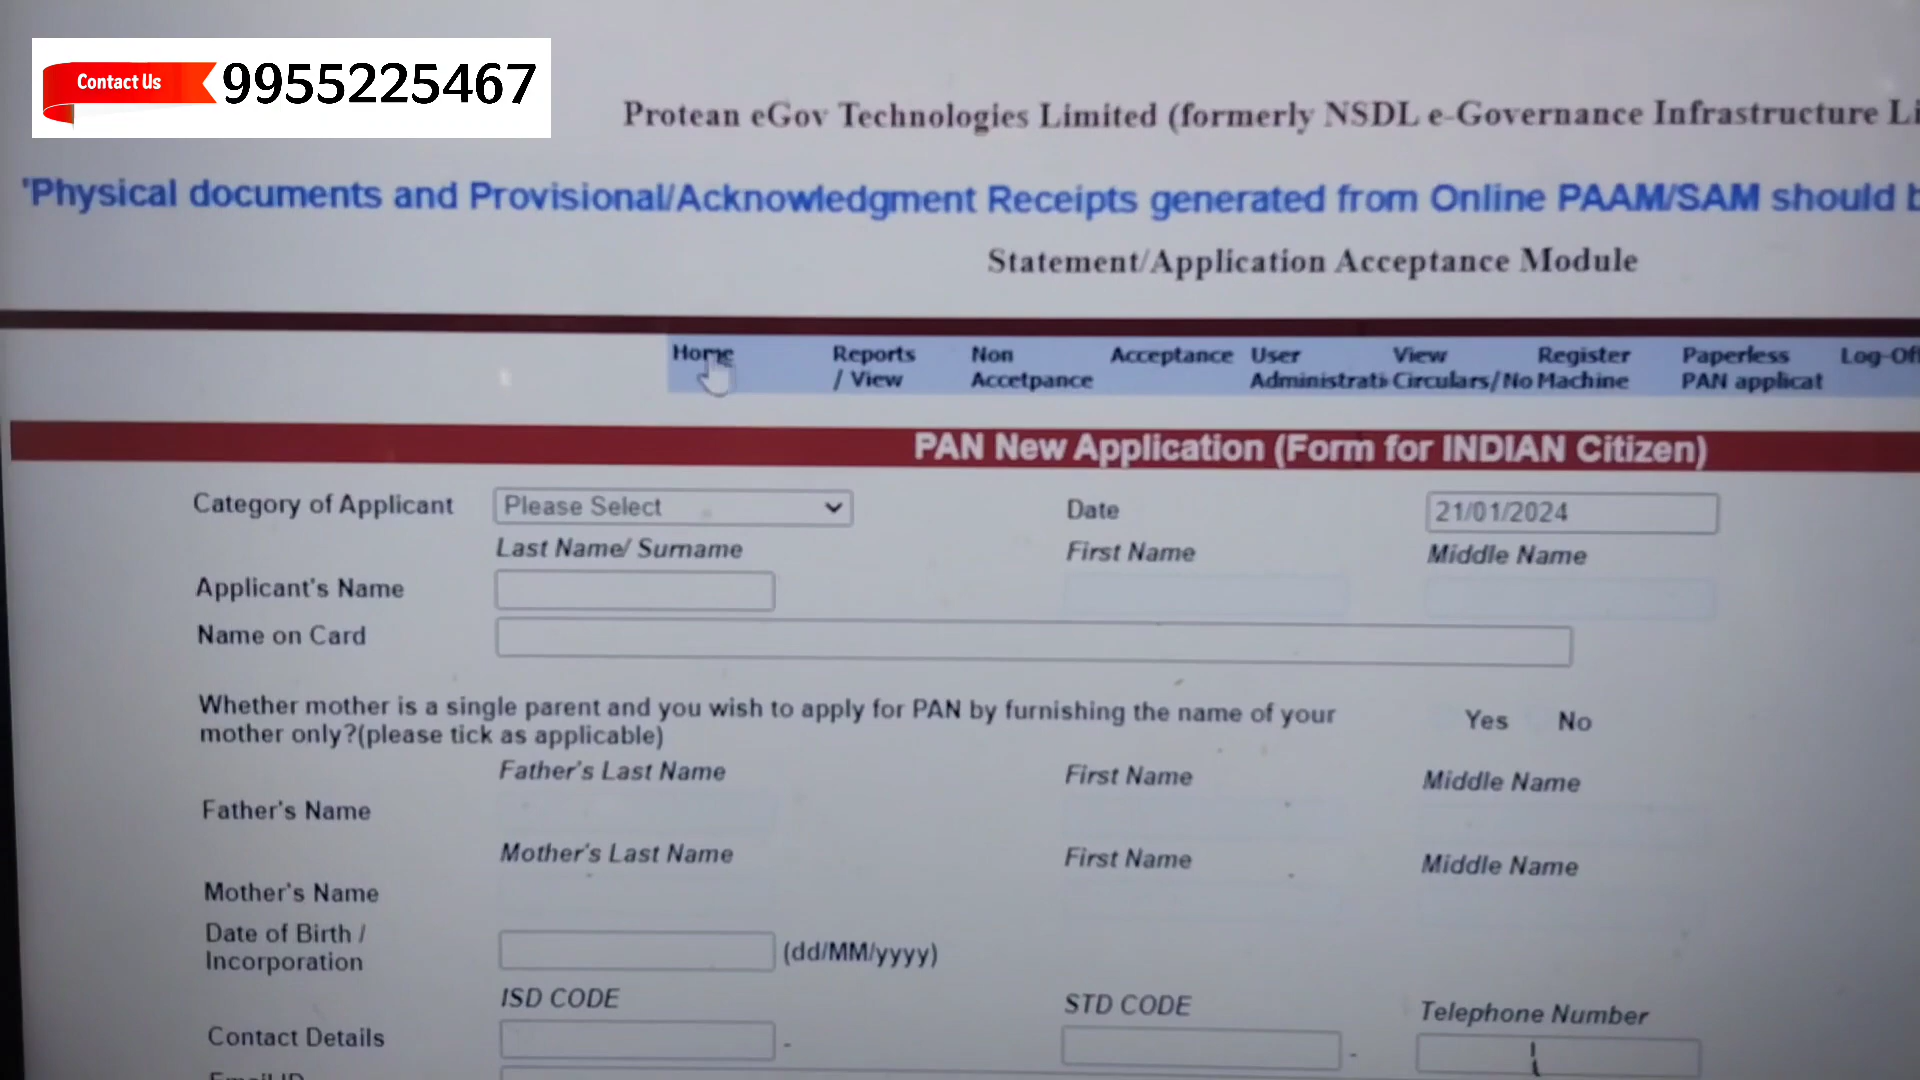 Contact Us 9955225467
Protean eGov Technologies Limited (formerly NSDL e-Governance Infrastructure Li
'Physical documents and Provisional/Acknowledgment Receipts generated from Online PAAM/SAM should b
Statement/Application Acceptance Module
Home Reports / View Non Accetpance Acceptance User Administrati View Circulars/No Register Machine Paperless PAN applicat Log-Off
PAN New Application (Form for INDIAN Citizen)
Category of Applicant Please Select Date 21/01/2024
Last Name/ Surname First Name Middle Name
Applicant's Name
Name on Card
Whether mother is a single parent and you wish to apply for PAN by furnishing the name of your Yes No
mother only?(please tick as applicable)
Father's Last Name First Name Middle Name
Father's Name
Mother's Last Name First Name Middle Name
Mother's Name
Date of Birth /
Incorporation (dd/MM/yyyy)
ISD CODE STD CODE Telephone Number
Contact Details - -